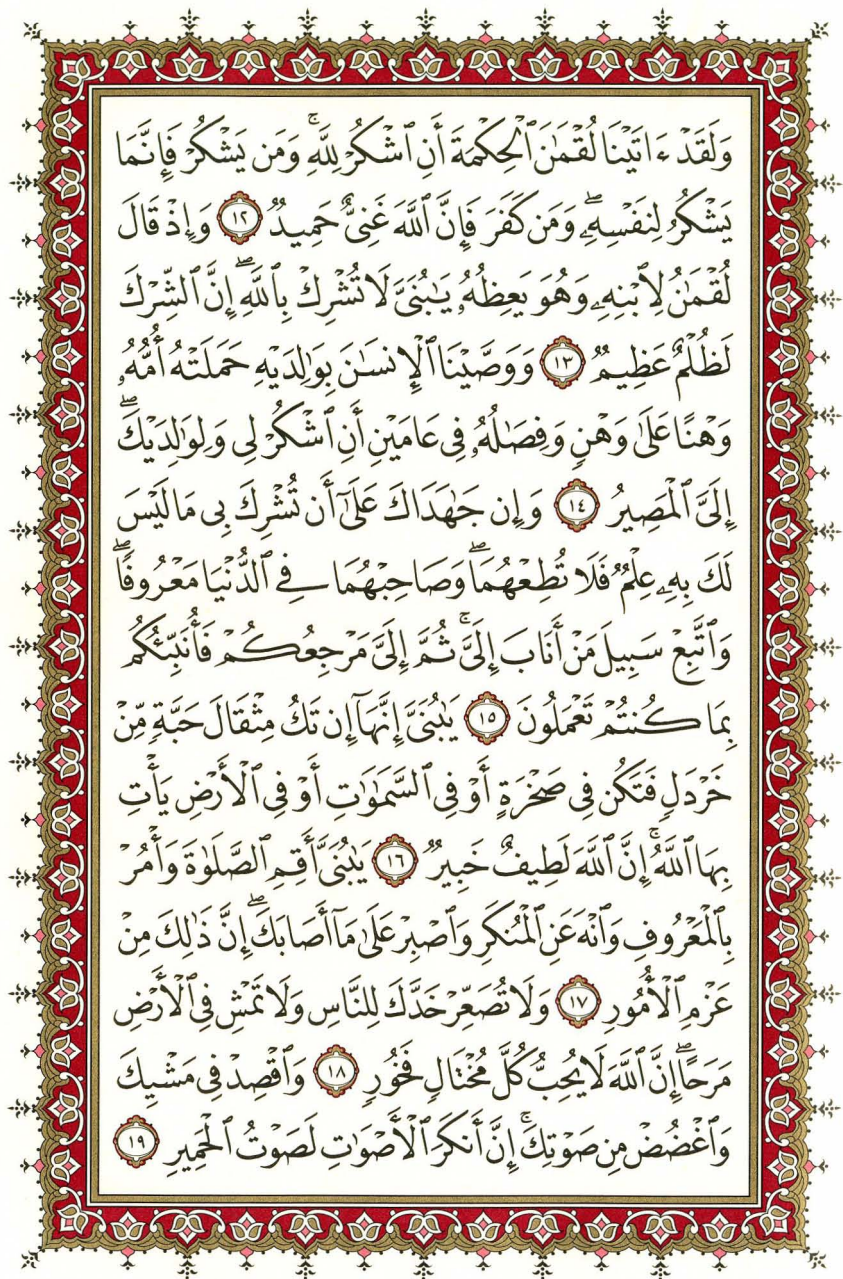 وَلَقَدْ ءَاتَيْنَا لُقْمَٰنَ ٱلْحِكْمَةَ أَنِ ٱشْكُرْ لِلَّهِۚ وَمَن يَشْكُرْ فَإِنَّمَا
يَشْكُرُ لِنَفْسِهِۦۖ وَمَن كَفَرَ فَإِنَّ ٱللَّهَ غَنِىٌّ حَمِيدٌ ١٢ وَإِذْ قَالَ
لُقْمَٰنُ لِٱبْنِهِۦ وَهُوَ يَعِظُهُۥ يَٰبُنَىَّ لَا تُشْرِكْ بِٱللَّهِۖ إِنَّ ٱلشِّرْكَ
لَظُلْمٌ عَظِيمٌ ١٣ وَوَصَّيْنَا ٱلْإِنسَٰنَ بِوَٰلِدَيْهِ حَمَلَتْهُ أُمُّهُۥ
وَهْنًا عَلَىٰ وَهْنٍ وَفِصَٰلُهُۥ فِى عَامَيْنِ أَنِ ٱشْكُرْ لِى وَلِوَٰلِدَيْكَۖ
إِلَىَّ ٱلْمَصِيرُ ١٤ وَإِن جَٰهَدَاكَ عَلَىٰٓ أَن تُشْرِكَ بِى مَا لَيْسَ
لَكَ بِهِۦ عِلْمٌ فَلَا تُطِعْهُمَاۖ وَصَاحِبْهُمَا فِى ٱلدُّنْيَا مَعْرُوفًاۖ
وَٱتَّبِعْ سَبِيلَ مَنْ أَنَابَ إِلَىَّۚ ثُمَّ إِلَىَّ مَرْجِعُكُمْ فَأُنَبِّئُكُم
بِمَا كُنتُمْ تَعْمَلُونَ ١٥ يَٰبُنَىَّ إِنَّهَآ إِن تَكُ مِثْقَالَ حَبَّةٍ مِّنْ
خَرْدَلٍ فَتَكُن فِى صَخْرَةٍ أَوْ فِى ٱلسَّمَٰوَٰتِ أَوْ فِى ٱلْأَرْضِ يَأْتِ
بِهَا ٱللَّهُۚ إِنَّ ٱللَّهَ لَطِيفٌ خَبِيرٌ ١٦ يَٰبُنَىَّ أَقِمِ ٱلصَّلَوٰةَ وَأْمُرْ
بِٱلْمَعْرُوفِ وَٱنْهَ عَنِ ٱلْمُنكَرِ وَٱصْبِرْ عَلَىٰ مَآ أَصَابَكَۖ إِنَّ ذَٰلِكَ مِنْ
عَزْمِ ٱلْأُمُورِ ١٧ وَلَا تُصَعِّرْ خَدَّكَ لِلنَّاسِ وَلَا تَمْشِ فِى ٱلْأَرْضِ
مَرَحًاۖ إِنَّ ٱللَّهَ لَا يُحِبُّ كُلَّ مُخْتَالٍ فَخُورٍ ١٨ وَٱقْصِدْ فِى مَشْيِكَ
وَٱغْضُضْ مِن صَوْتِكَۚ إِنَّ أَنكَرَ ٱلْأَصْوَٰتِ لَصَوْتُ ٱلْحَمِيرِ ١٩